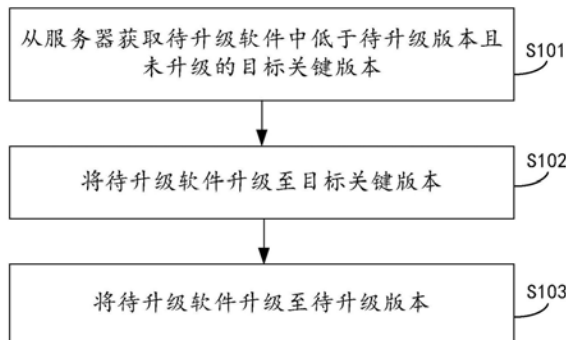 从服务器获取待升级软件中低于待升级版本且
未升级的目标关键版本
S101
将待升级软件升级至目标关键版本
S102
将待升级软件升级至待升级版本
S103